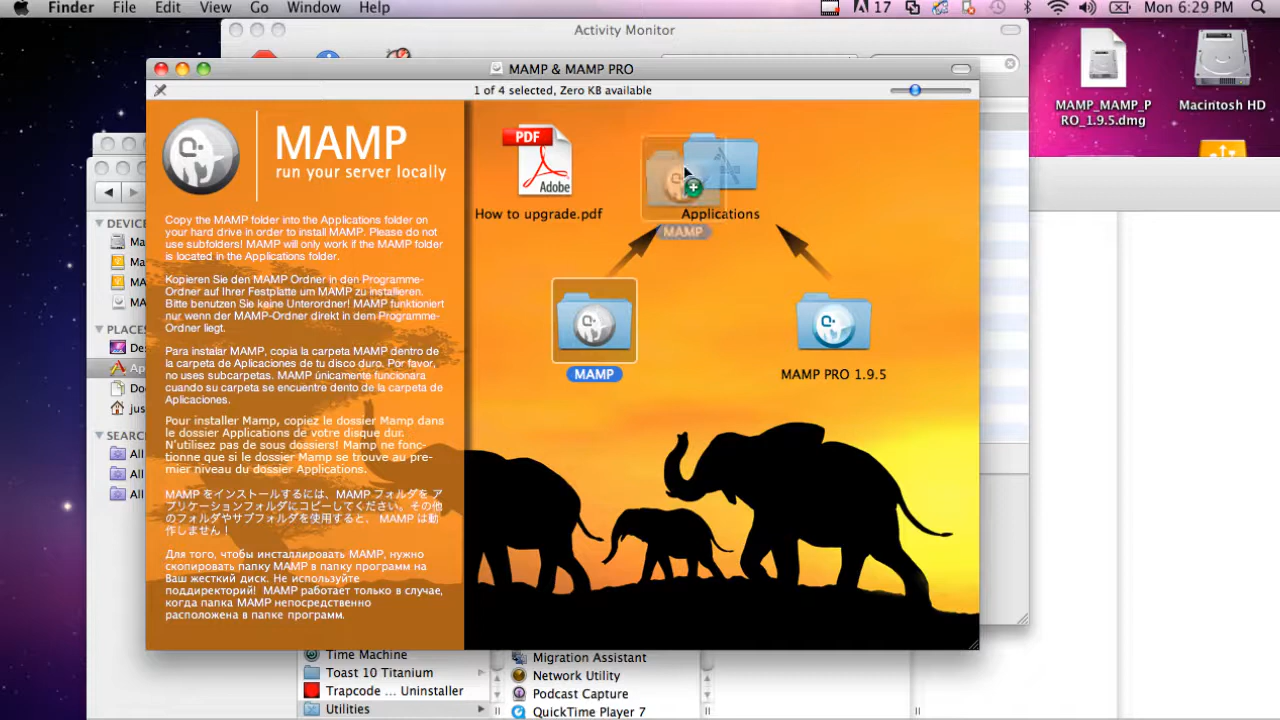 Finder File Edit View Go Window Help
17 Mon 6:29 PM
Activity Monitor
MAMP & MAMP PRO
1 of 4 selected, Zero KB available
MAMP_MAMP_P
RO_1.9.5.dmg
Macintosh HD
MAMP
run your server locally
Copy the MAMP folder into the Applications folder on
your hard drive in order to install MAMP. Please do not
use subfolders! MAMP will only work if the MAMP folder
is located in the Applications folder.
Kopieren Sie den MAMP Ordner in den Programme-
Ordner auf Ihrer Festplatte um MAMP zu installieren.
Bitte benutzen Sie keine Unterordner! MAMP funktioniert
nur wenn der MAMP-Ordner direkt in dem Programme-
Ordner liegt.
Para instalar MAMP, copia la carpeta MAMP dentro de
la carpeta de Aplicaciones de tu disco duro. Por favor,
no uses subcarpetas. MAMP únicamente funcionara
cuando su carpeta se encuentre dento de la carpeta de
Aplicaciones.
Pour installer Mamp, copiez le dossier Mamp dans
le dossier Applications de votre disque dur.
N'utilisez pas de sous dossiers! Mamp ne fonc-
tionne que si le dossier Mamp se trouve au pre-
mier niveau du dossier Applications.
MAMP をインストールするには、MAMP フォルダを ア
プリケーションフォルダにコピーしてください。その他
のフォルダやサブフォルダを使用すると、 MAMP は動
作しません！
Для того, чтобы инсталлировать MAMP, нужно
скопировать папку MAMP в папку программ на
Ваш жесткий диск. Не используйте
поддиректорий! MAMP работает только в случае,
когда папка MAMP непосредственно
расположена в папке программ.
PDF
Adobe
How to upgrade.pdf
Applications
MAMP
MAMP
MAMP PRO 1.9.5
DEVIC
Ma
MA
MA
MA
PLACES
Des
Ap
Doc
jus
SEARC
All
All
All
Time Machine
Toast 10 Titanium
Trapcode ... Uninstaller
Utilities
Migration Assistant
Network Utility
Podcast Capture
QuickTime Player 7